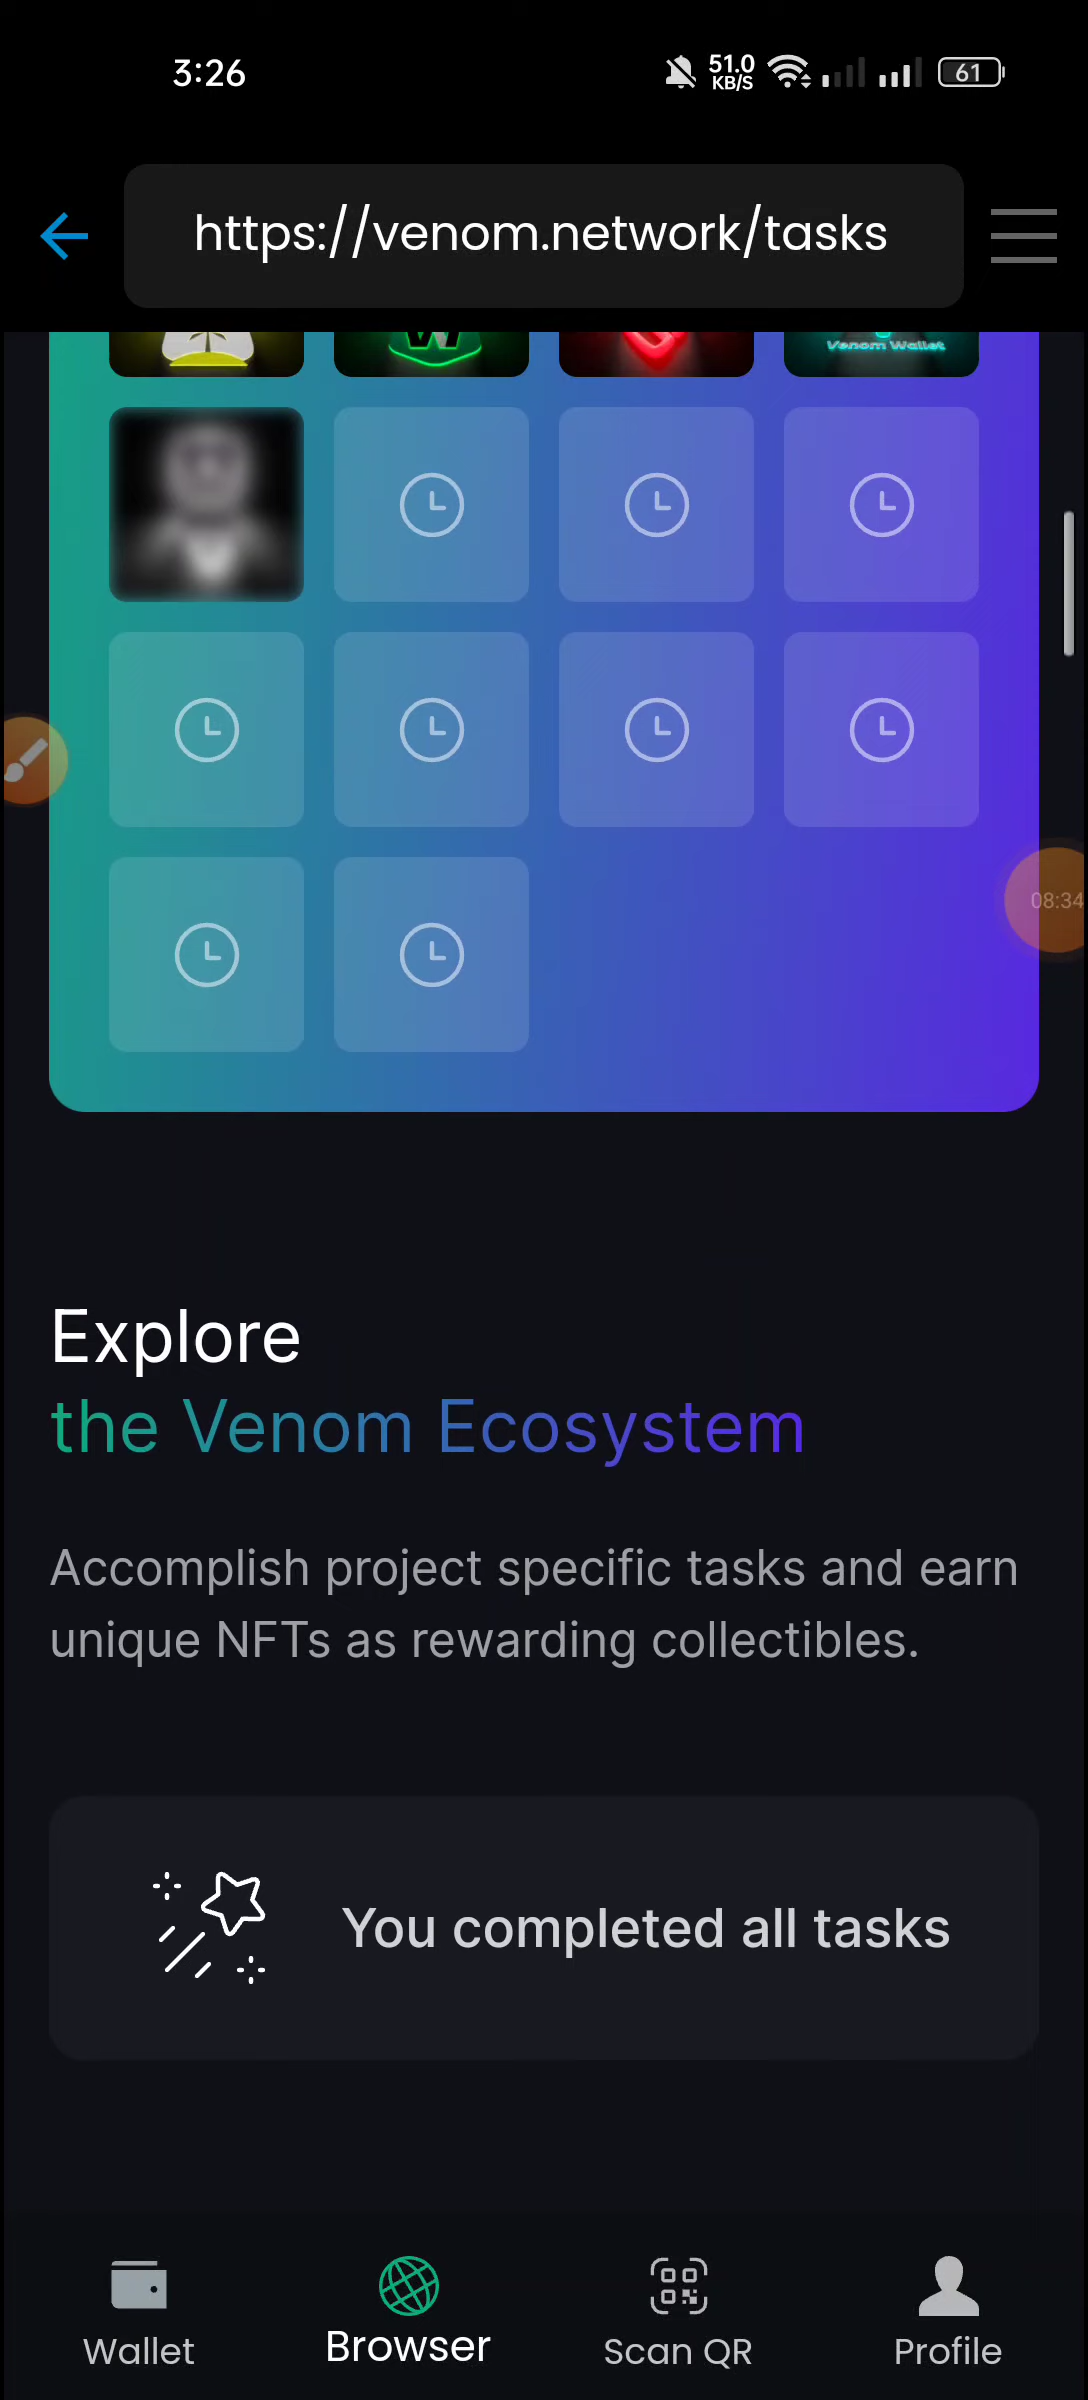 3:26
51.0
KB/S
61
https://venom.network/tasks
W
Venom Wallet
08:34
Explore
the Venom Ecosystem
Accomplish project specific tasks and earn
unique NFTs as rewarding collectibles.
You completed all tasks
Wallet
Browser
Scan QR
Profile